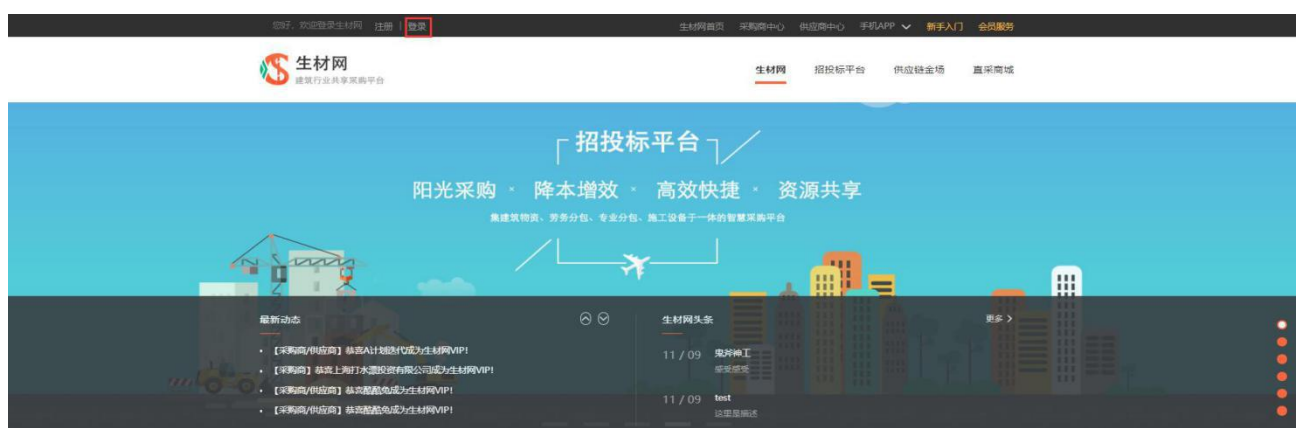 您好，欢迎登录生材网 注册 | 登录 生材网首页 采购商中心 供应商中心 手机APP 新手入门 会员服务
生材网
建筑行业共享采购平台
生材网 招投标平台 供应链金场 直采商城
招投标平台
阳光采购 × 降本增效 × 高效快捷 × 资源共享
集建筑物资、劳务分包、专业分包、施工设备于一体的智慧采购平台
最新动态
• 【采购商/供应商】恭喜A计划迭代成为生材网VIP!
• 【采购商】恭喜上海打水漂投资有限公司成为生材网VIP!
• 【采购商/供应商】恭喜酷酷兔成为生材网VIP!
• 【采购商/供应商】恭喜酷酷兔成为生材网VIP!
生材网头条 更多 >
11 / 09 鬼斧神工
感受感受
11 / 09 test
这里是描述